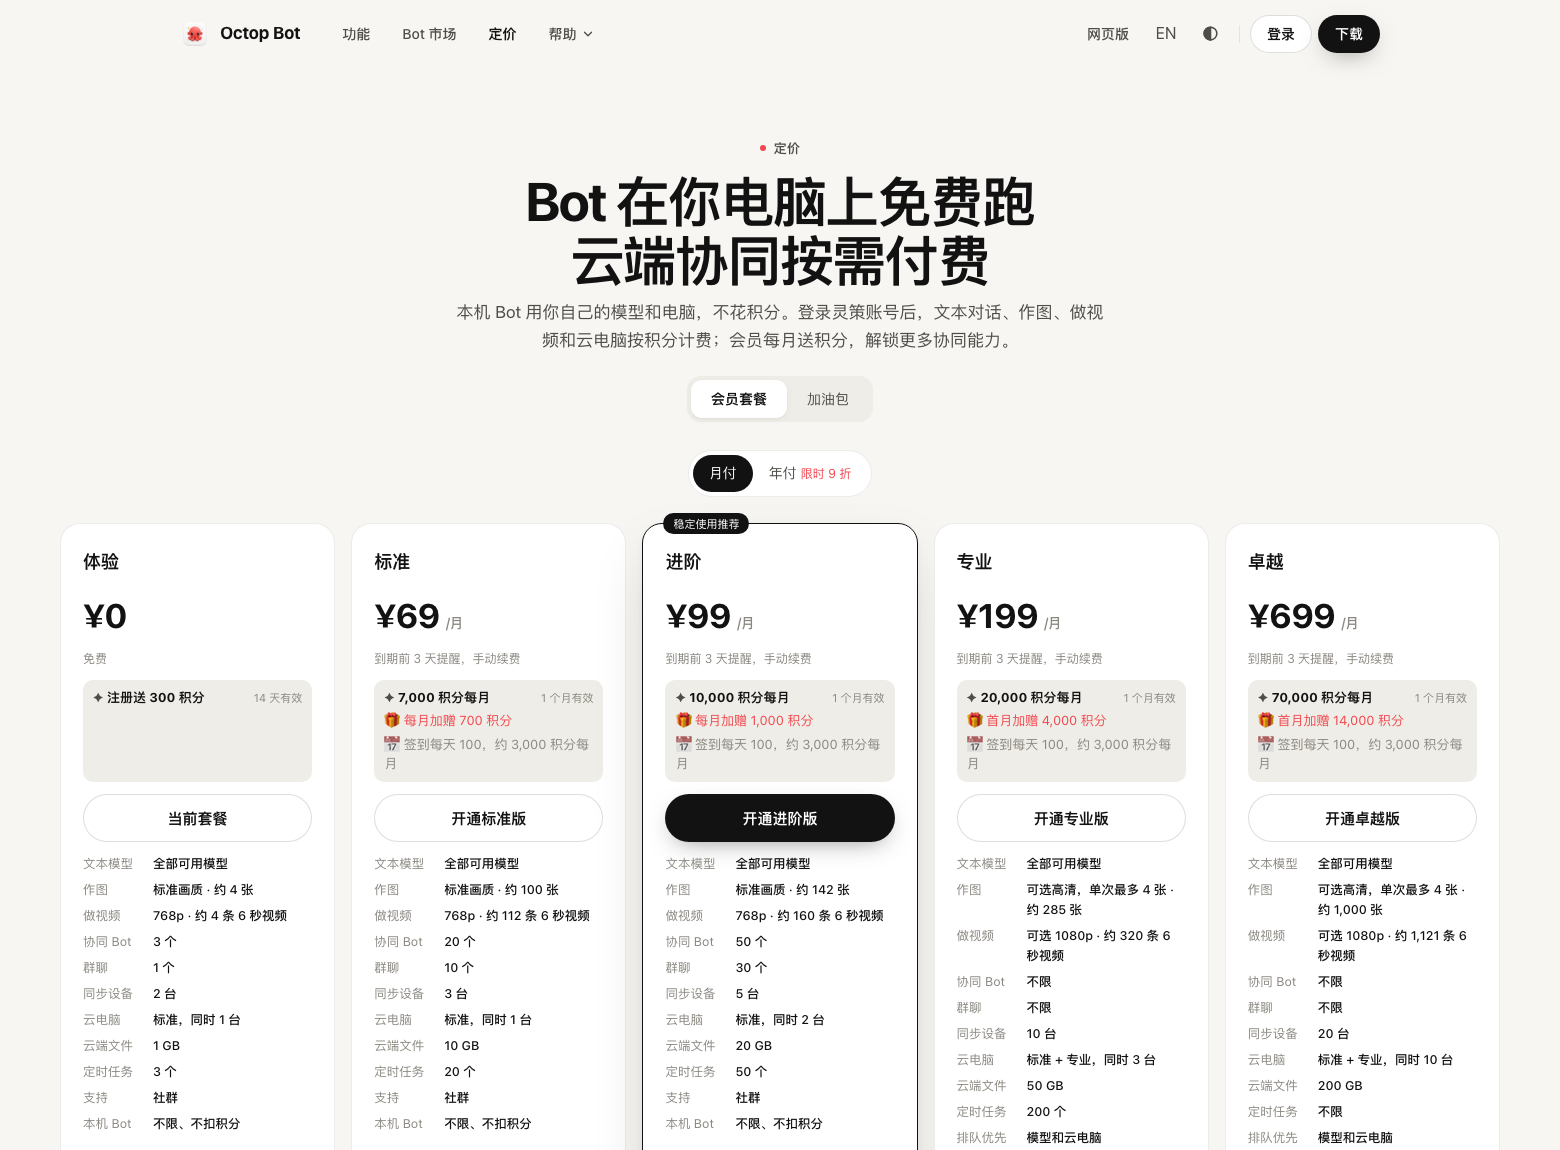 Octop Bot
功能
Bot 市场
定价
帮助
网页版
EN
登录
下载
定价
Bot 在你电脑上免费跑
云端协同按需付费
本机 Bot 用你自己的模型和电脑，不花积分。登录灵策账号后，文本对话、作图、做视
频和云电脑按积分计费；会员每月送积分，解锁更多协同能力。
会员套餐
加油包
月付
年付 限时 9 折
体验
¥0
免费
✦ 注册送 300 积分
14 天有效
当前套餐
文本模型 全部可用模型
作图 标准画质 · 约 4 张
做视频 768p · 约 4 条 6 秒视频
协同 Bot 3 个
群聊 1 个
同步设备 2 台
云电脑 标准，同时 1 台
云端文件 1 GB
定时任务 3 个
支持 社群
本机 Bot 不限、不扣积分
标准
¥69 /月
到期前 3 天提醒，手动续费
✦ 7,000 积分每月
1 个月有效
🎁 每月加赠 700 积分
📅 签到每天 100，约 3,000 积分每
月
开通标准版
文本模型 全部可用模型
作图 标准画质 · 约 100 张
做视频 768p · 约 112 条 6 秒视频
协同 Bot 20 个
群聊 10 个
同步设备 3 台
云电脑 标准，同时 1 台
云端文件 10 GB
定时任务 20 个
支持 社群
本机 Bot 不限、不扣积分
稳定使用推荐
进阶
¥99 /月
到期前 3 天提醒，手动续费
✦ 10,000 积分每月
1 个月有效
🎁 每月加赠 1,000 积分
📅 签到每天 100，约 3,000 积分每
月
开通进阶版
文本模型 全部可用模型
作图 标准画质 · 约 142 张
做视频 768p · 约 160 条 6 秒视频
协同 Bot 50 个
群聊 30 个
同步设备 5 台
云电脑 标准，同时 2 台
云端文件 20 GB
定时任务 50 个
支持 社群
本机 Bot 不限、不扣积分
专业
¥199 /月
到期前 3 天提醒，手动续费
✦ 20,000 积分每月
1 个月有效
🎁 首月加赠 4,000 积分
📅 签到每天 100，约 3,000 积分每
月
开通专业版
文本模型 全部可用模型
作图 可选高清，单次最多 4 张 ·
约 285 张
做视频 可选 1080p · 约 320 条 6
秒视频
协同 Bot 不限
群聊 不限
同步设备 10 台
云电脑 标准 + 专业，同时 3 台
云端文件 50 GB
定时任务 200 个
排队优先 模型和云电脑
卓越
¥699 /月
到期前 3 天提醒，手动续费
✦ 70,000 积分每月
1 个月有效
🎁 首月加赠 14,000 积分
📅 签到每天 100，约 3,000 积分每
月
开通卓越版
文本模型 全部可用模型
作图 可选高清，单次最多 4 张 ·
约 1,000 张
做视频 可选 1080p · 约 1,121 条 6
秒视频
协同 Bot 不限
群聊 不限
同步设备 20 台
云电脑 标准 + 专业，同时 10 台
云端文件 200 GB
定时任务 不限
排队优先 模型和云电脑